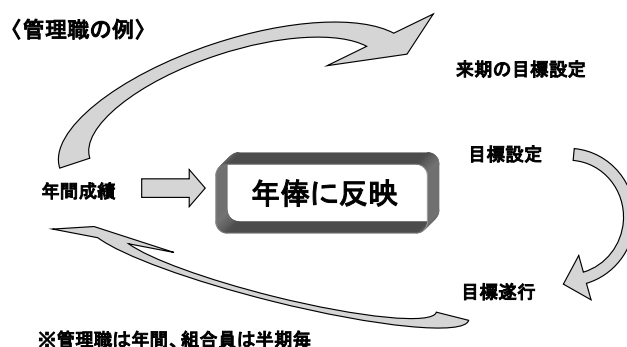 〈管理職の例〉
来期の目標設定
目標設定
年間成績
年俸に反映
目標遂行
※管理職は年間、組合員は半期毎